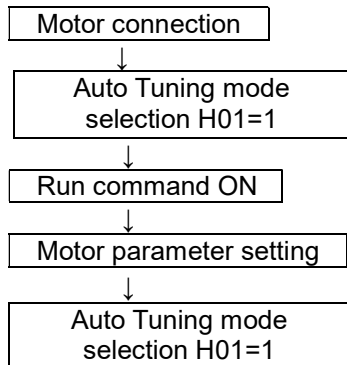 Motor connection
↓
Auto Tuning mode
selection H01=1
↓
Run command ON
↓
Motor parameter setting
↓
Auto Tuning mode
selection H01=1